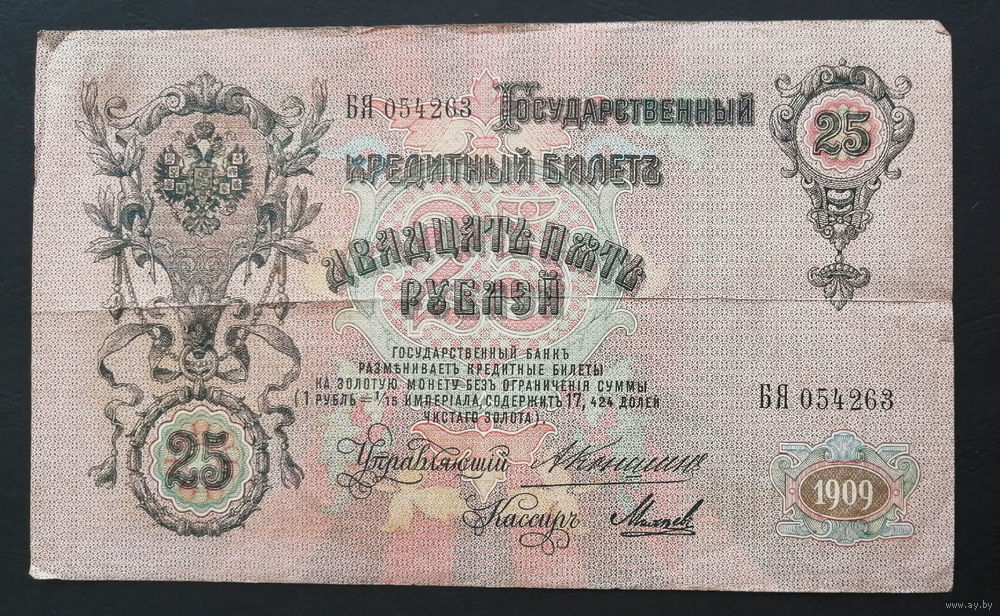 БЯ 054263 Государственный
25
Кредитный Билетъ
Двадцать пять
рублей
Государственный Банкъ
размѣниваетъ кредитные билеты
на золотую монету безъ ограниченія суммы
(1 рубль = 1/15 имперіала, содержитъ 17,424 долей
чистаго золота).
БЯ 054263
25
Управляющій
Кассиръ
1909
www.ay.by